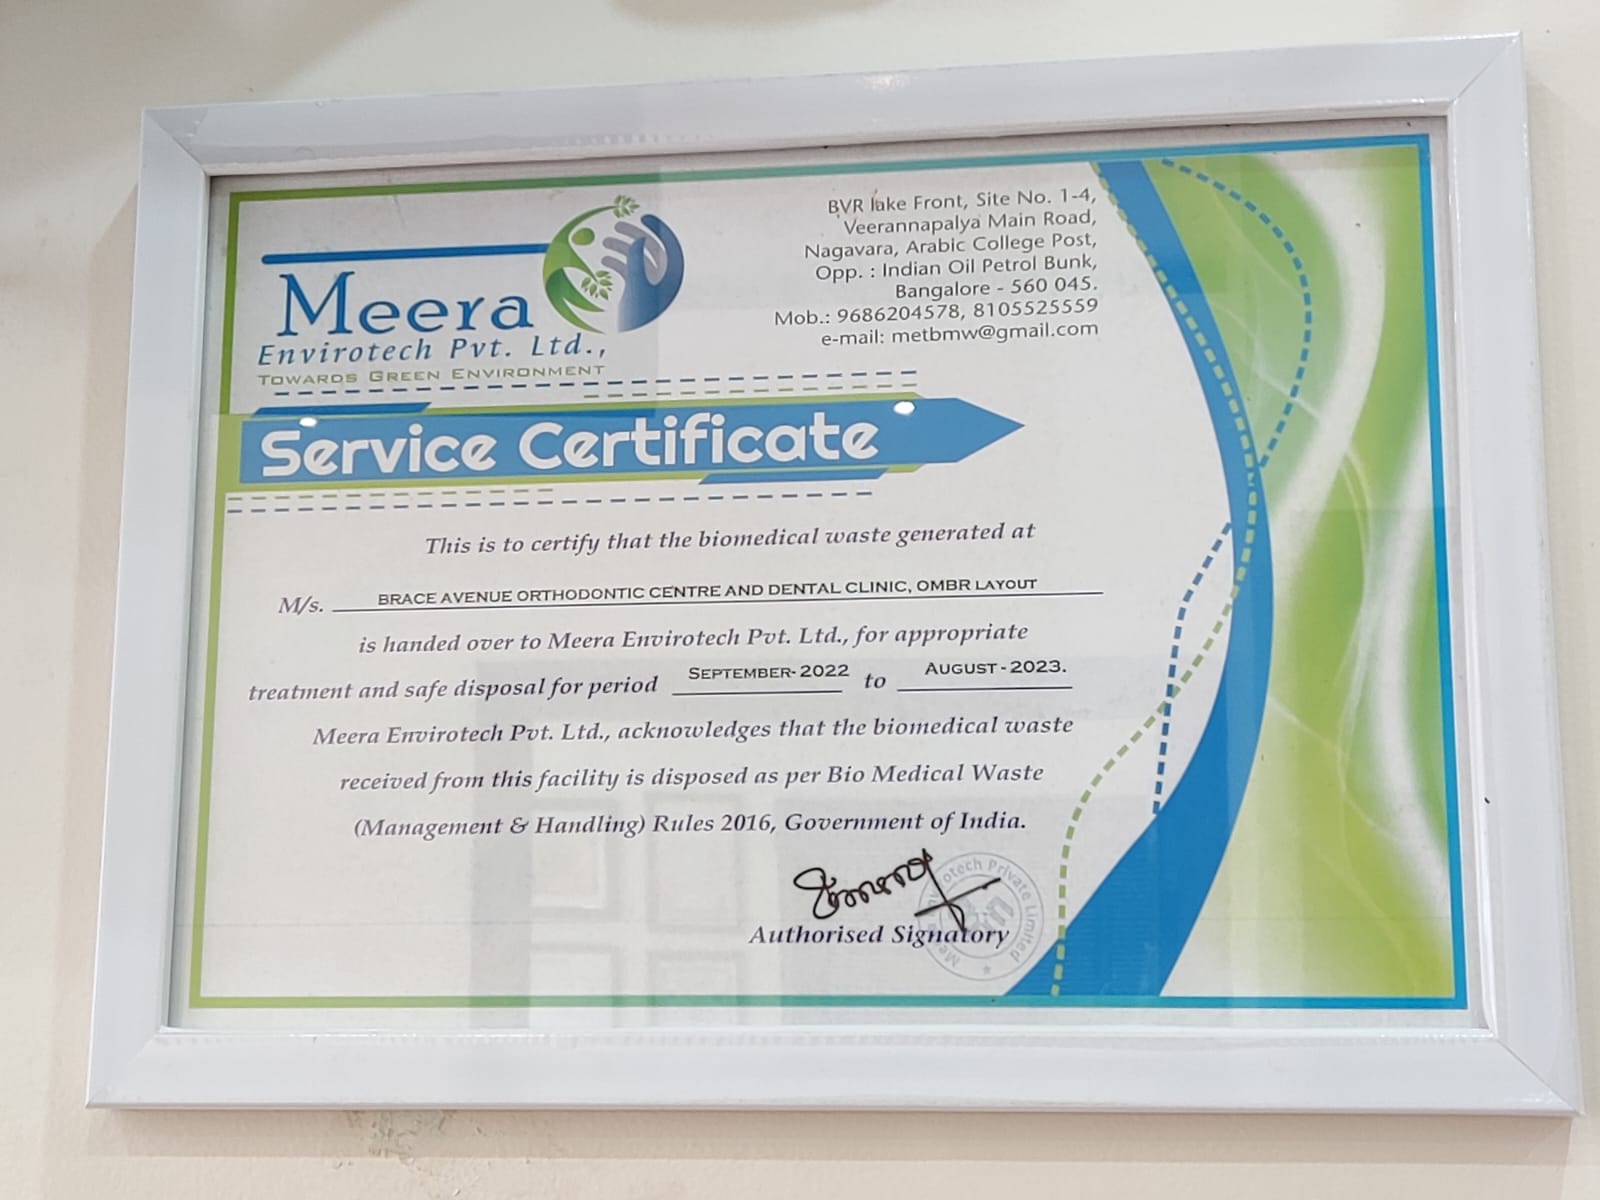 Meera
Envirotech Pvt. Ltd.,
TOWARDS GREEN ENVIRONMENT
BVR lake Front, Site No. 1-4,
Veerannapalya Main Road,
Nagavara, Arabic College Post,
Opp. : Indian Oil Petrol Bunk,
Bangalore - 560 045.
Mob.: 9686204578, 8105525559
e-mail: metbmw@gmail.com
Service Certificate
This is to certify that the biomedical waste generated at
M/s. BRACE AVENUE ORTHODONTIC CENTRE AND DENTAL CLINIC, OMBR LAYOUT
is handed over to Meera Envirotech Pvt. Ltd., for appropriate
treatment and safe disposal for period SEPTEMBER-2022 to AUGUST-2023.
Meera Envirotech Pvt. Ltd., acknowledges that the biomedical waste
received from this facility is disposed as per Bio Medical Waste
(Management & Handling) Rules 2016, Government of India.
Authorised Signatory
Private Limited